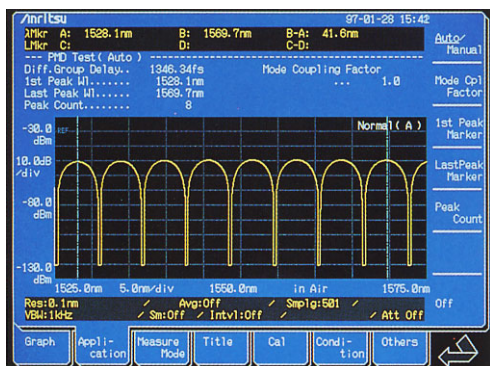 Anritsu 97-01-28 15:42
λMkr A: 1528.1nm B: 1569.7nm B-A: 41.6nm
LMkr C: D: C-D:
--- PMD Test( Auto ) ---
Diff.Group Delay.. 1346.34fs Mode Coupling Factor
1st Peak Wl....... 1528.1nm ... 1.0
Last Peak Wl...... 1569.7nm
Peak Count........ 8
Auto/
Manual
Mode Cpl
Factor
1st Peak
Marker
LastPeak
Marker
Peak
Count
Off
-30.0 REF Normal( A )
dBm
10.0dB
/div
-80.0
dBm
-130.0
dBm
1525.0nm 5.0nm/div 1550.0nm in Air 1575.0nm
Res:0.1nm / Avg:Off / Smplg:501 /
VBW:1kHz / Sm:Off / Intvl:Off / / Att Off
Graph
Appli-
cation
Measure
Mode
Title
Cal
Condi-
tion
Others